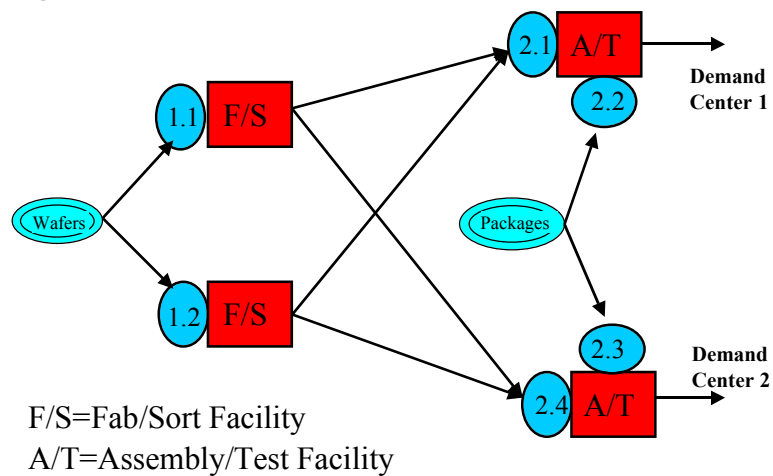 2.1
A/T
Demand
Center 1
2.2
1.1
F/S
Wafers
Packages
1.2
F/S
2.3
Demand
Center 2
2.4
A/T
F/S=Fab/Sort Facility
A/T=Assembly/Test Facility